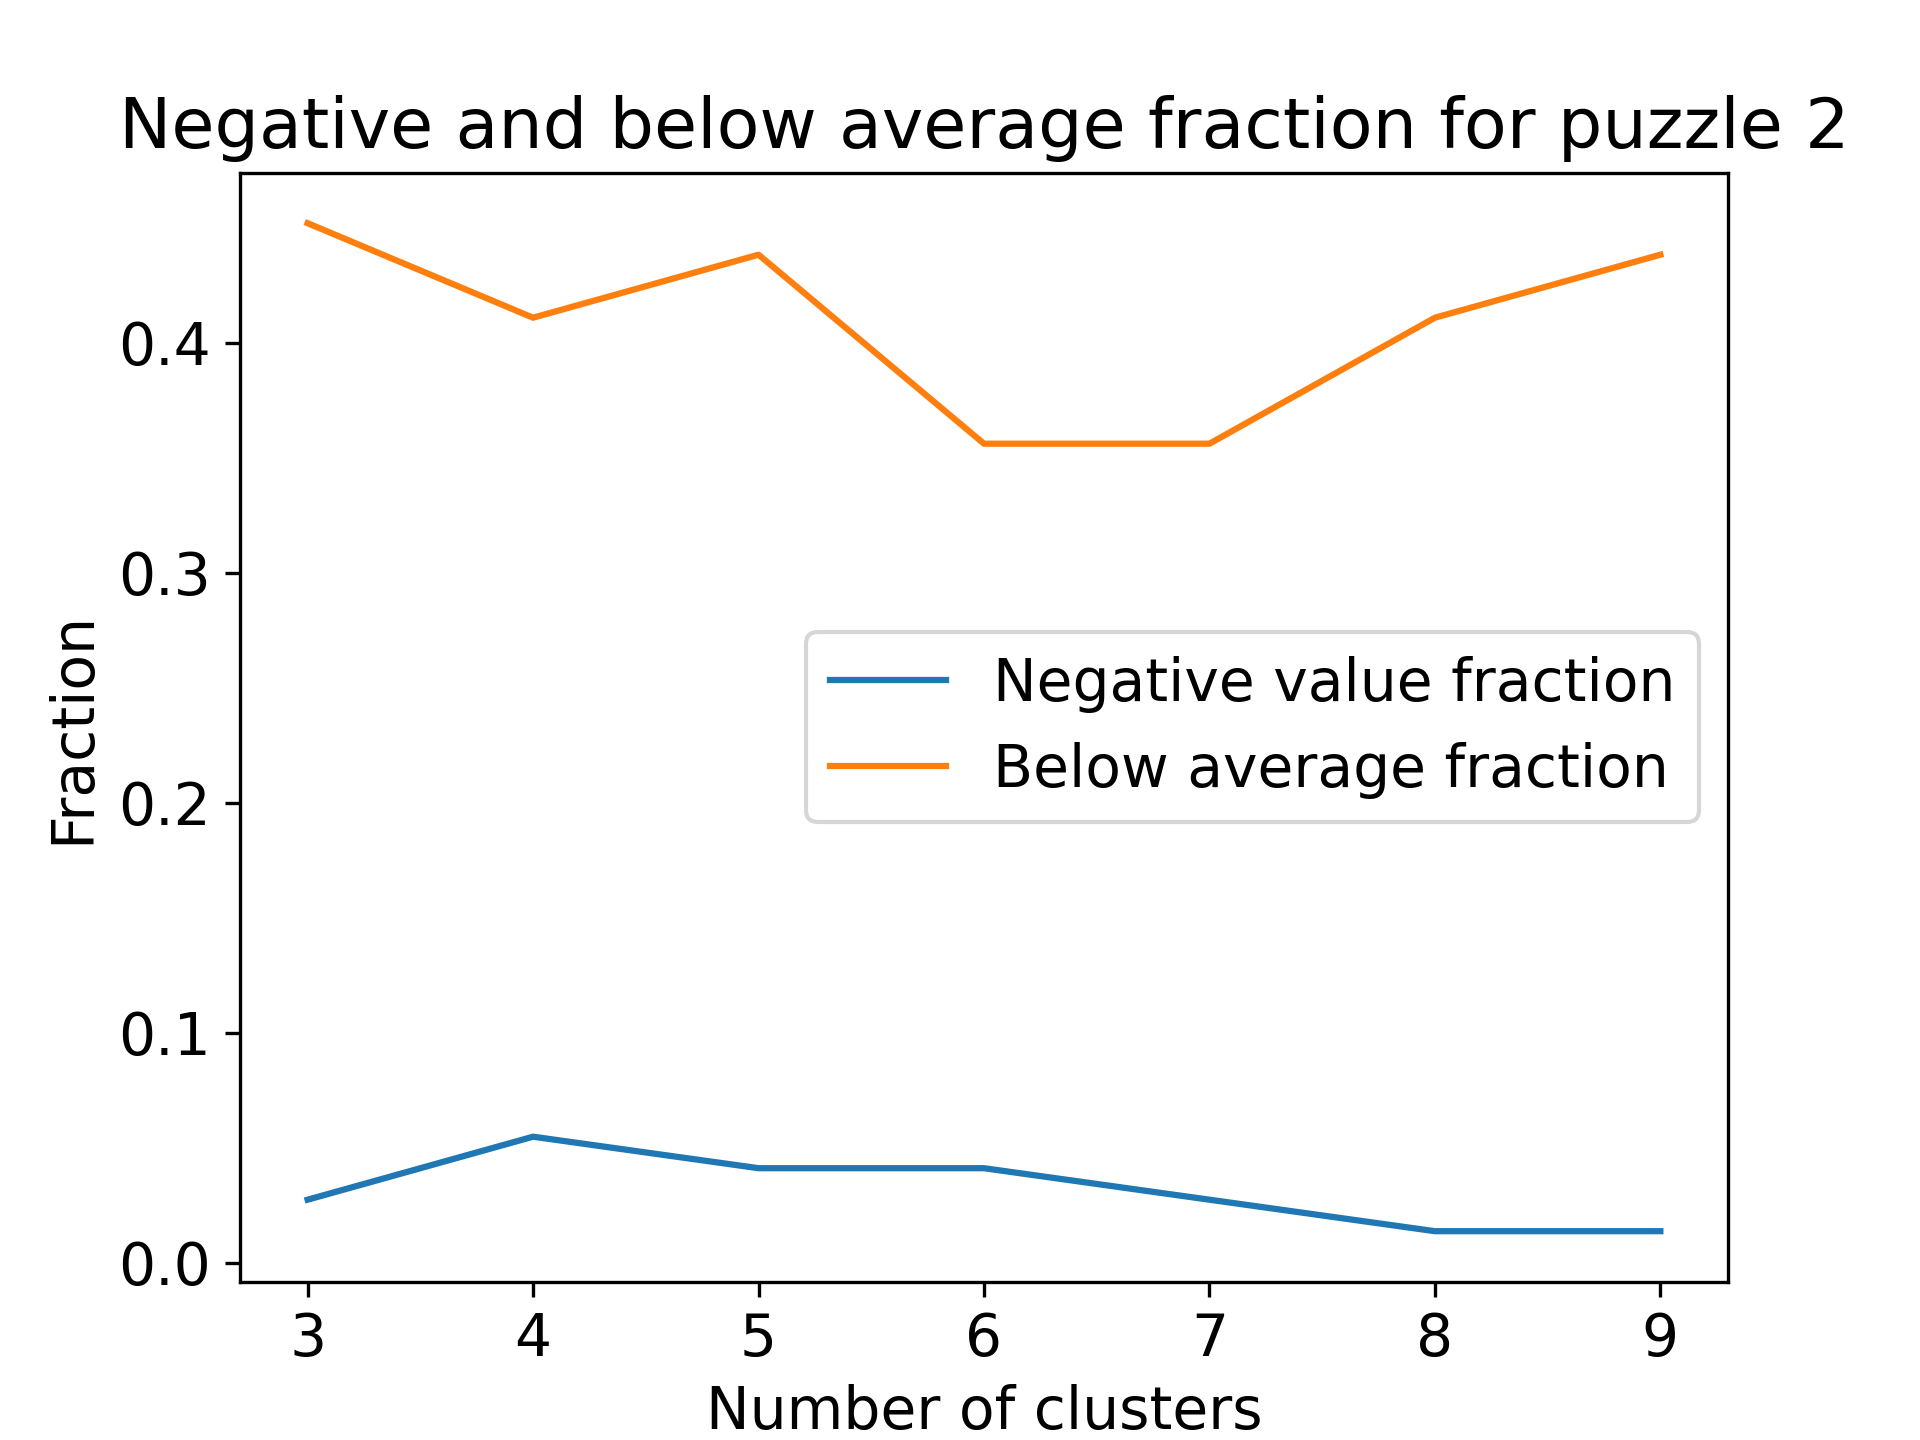 Negative and below average fraction for puzzle 2
0.4
0.3
0.2
0.1
0.0
Fraction
Negative value fraction
Below average fraction
3 4 5 6 7 8 9
Number of clusters